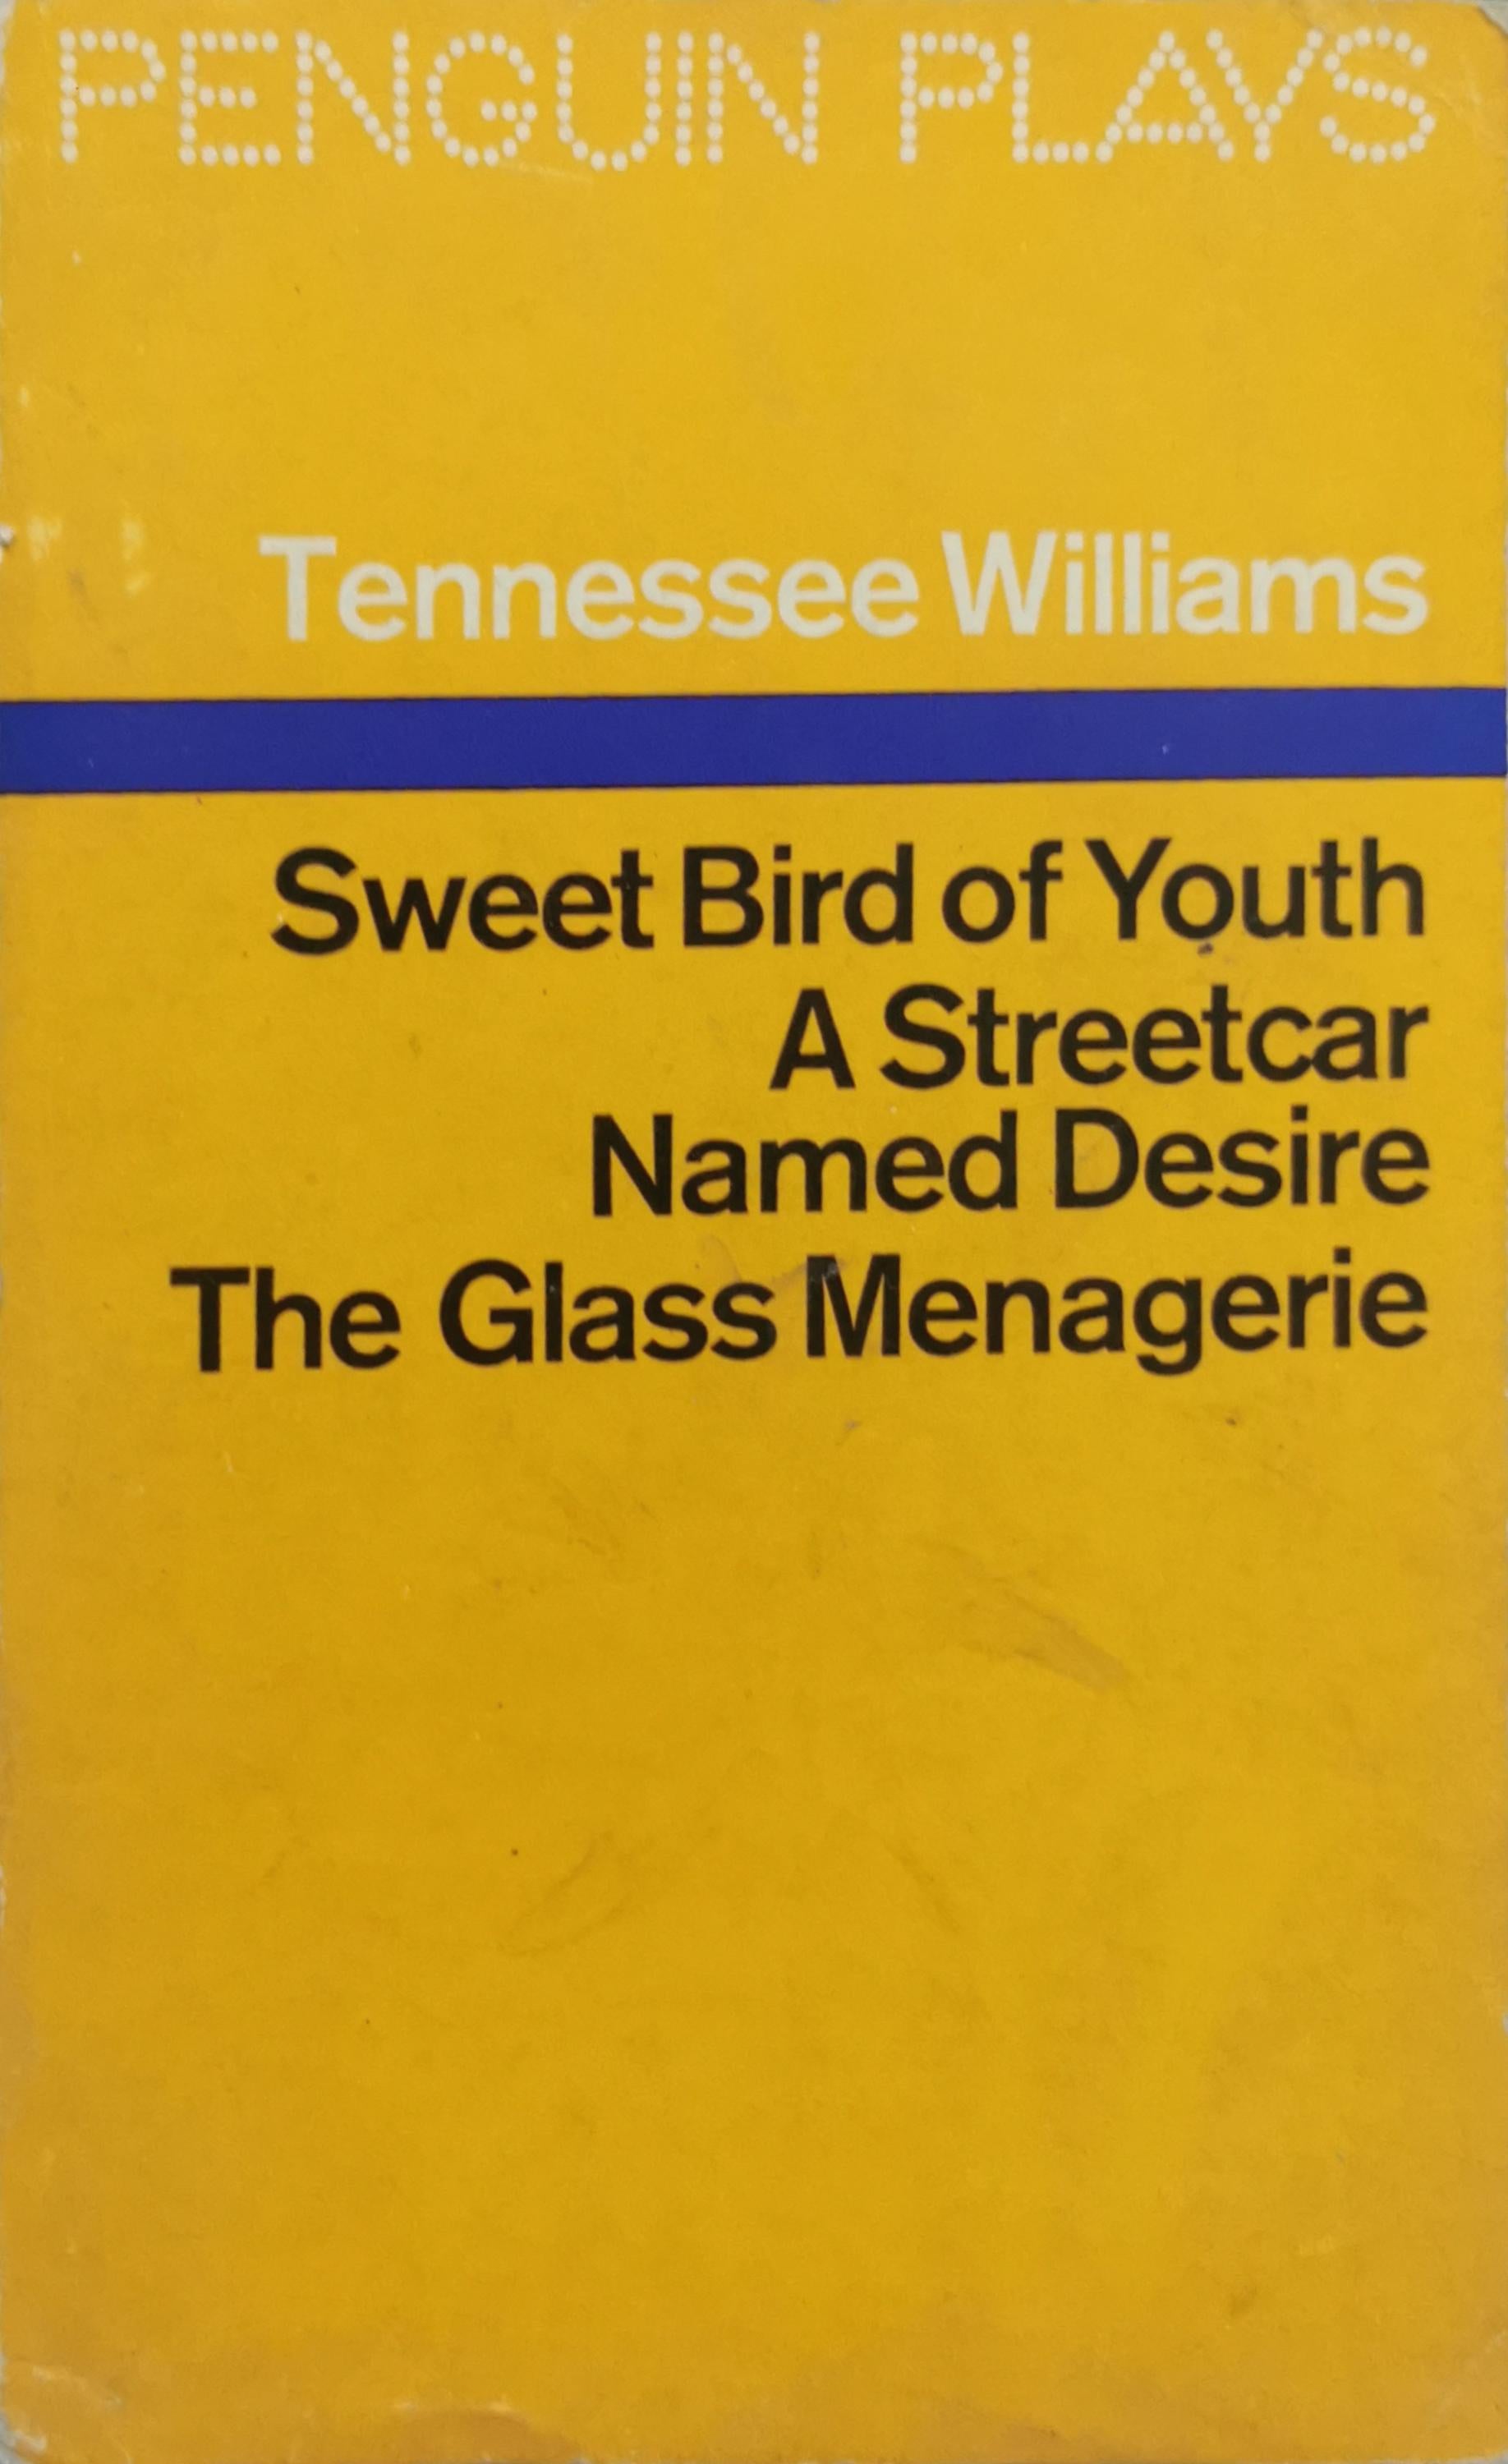 PENGUIN PLAYS
Tennessee Williams
Sweet Bird of Youth
A Streetcar
Named Desire
The Glass Menagerie